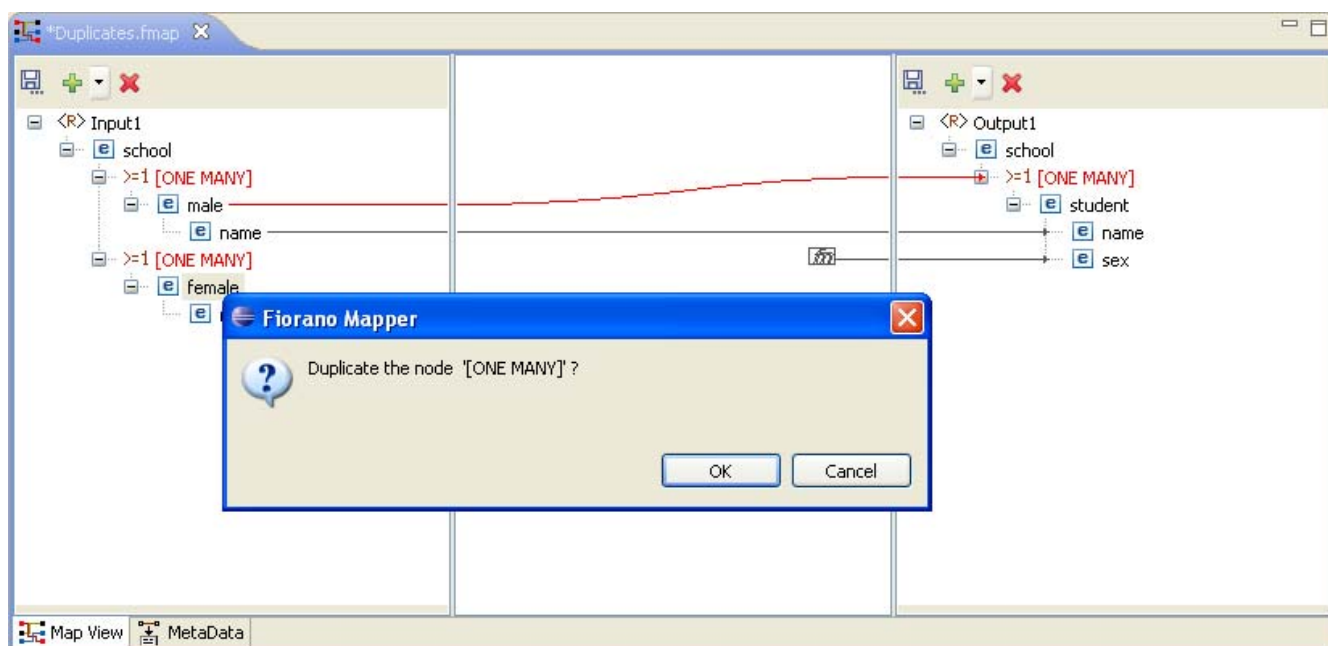 *Duplicates.fmap
<R> Input1
e school
>=1 [ONE MANY]
e male
e name
>=1 [ONE MANY]
e female
e
<R> Output1
e school
>=1 [ONE MANY]
e student
e name
e sex
Fiorano Mapper
Duplicate the node '[ONE MANY]' ?
OK Cancel
Map View MetaData